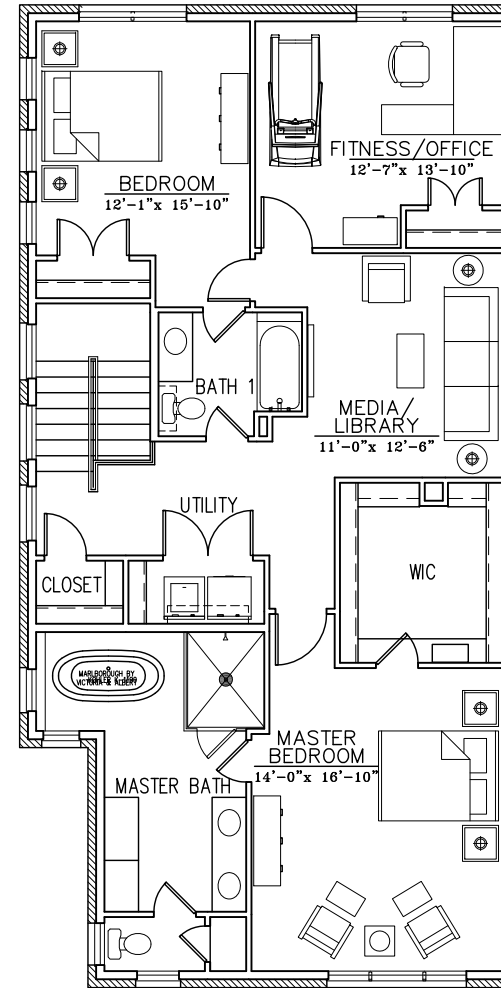 FITNESS/OFFICE
12'-7"x 13'-10"
BEDROOM
12'-1"x 15'-10"
BATH 1
MEDIA/
LIBRARY
11'-0"x 12'-6"
UTILITY
CLOSET
WIC
MARLBOROUGH BY
VICTORIA & ALBERT
MASTER
BEDROOM
14'-0"x 16'-10"
MASTER BATH